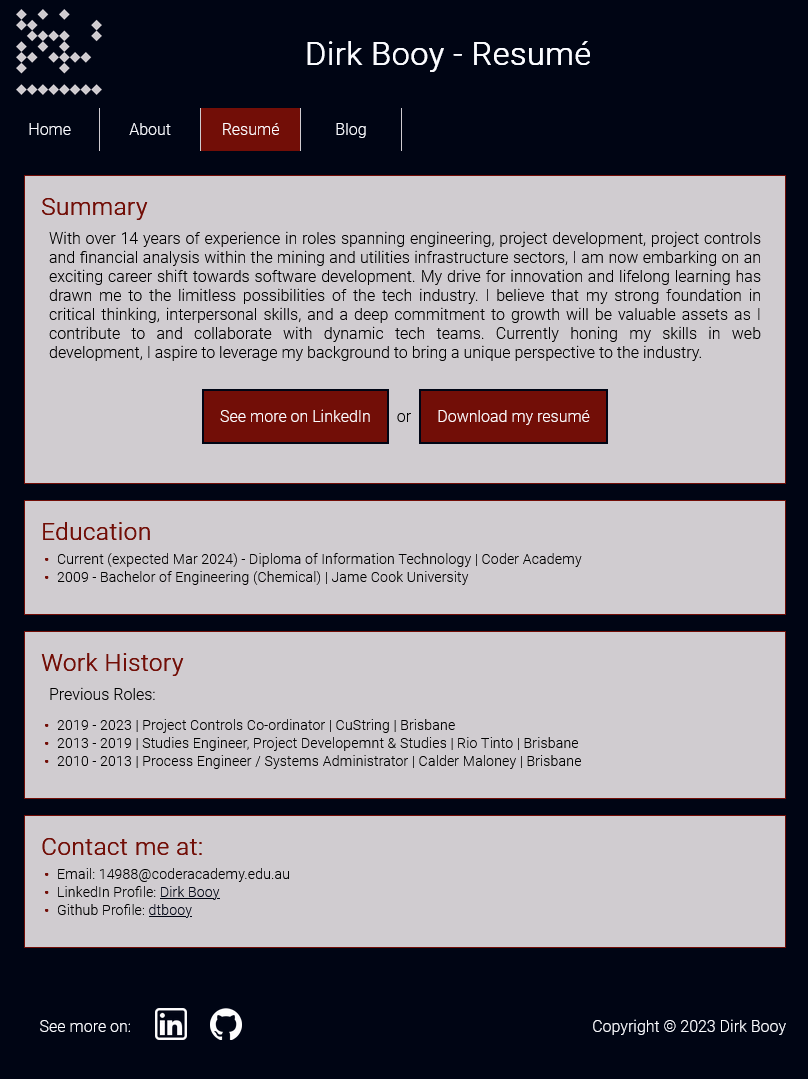 Dirk Booy - Resumé
Home
About
Resumé
Blog
Summary
With over 14 years of experience in roles spanning engineering, project development, project controls
and financial analysis within the mining and utilities infrastructure sectors, I am now embarking on an
exciting career shift towards software development. My drive for innovation and lifelong learning has
drawn me to the limitless possibilities of the tech industry. I believe that my strong foundation in
critical thinking, interpersonal skills, and a deep commitment to growth will be valuable assets as I
contribute to and collaborate with dynamic tech teams. Currently honing my skills in web
development, I aspire to leverage my background to bring a unique perspective to the industry.
See more on LinkedIn or Download my resumé
Education
Current (expected Mar 2024) - Diploma of Information Technology | Coder Academy
2009 - Bachelor of Engineering (Chemical) | Jame Cook University
Work History
Previous Roles:
2019 - 2023 | Project Controls Co-ordinator | CuString | Brisbane
2013 - 2019 | Studies Engineer, Project Developemnt & Studies | Rio Tinto | Brisbane
2010 - 2013 | Process Engineer / Systems Administrator | Calder Maloney | Brisbane
Contact me at:
Email: 14988@coderacademy.edu.au
LinkedIn Profile: Dirk Booy
Github Profile: dtbooy
See more on: in
Copyright © 2023 Dirk Booy